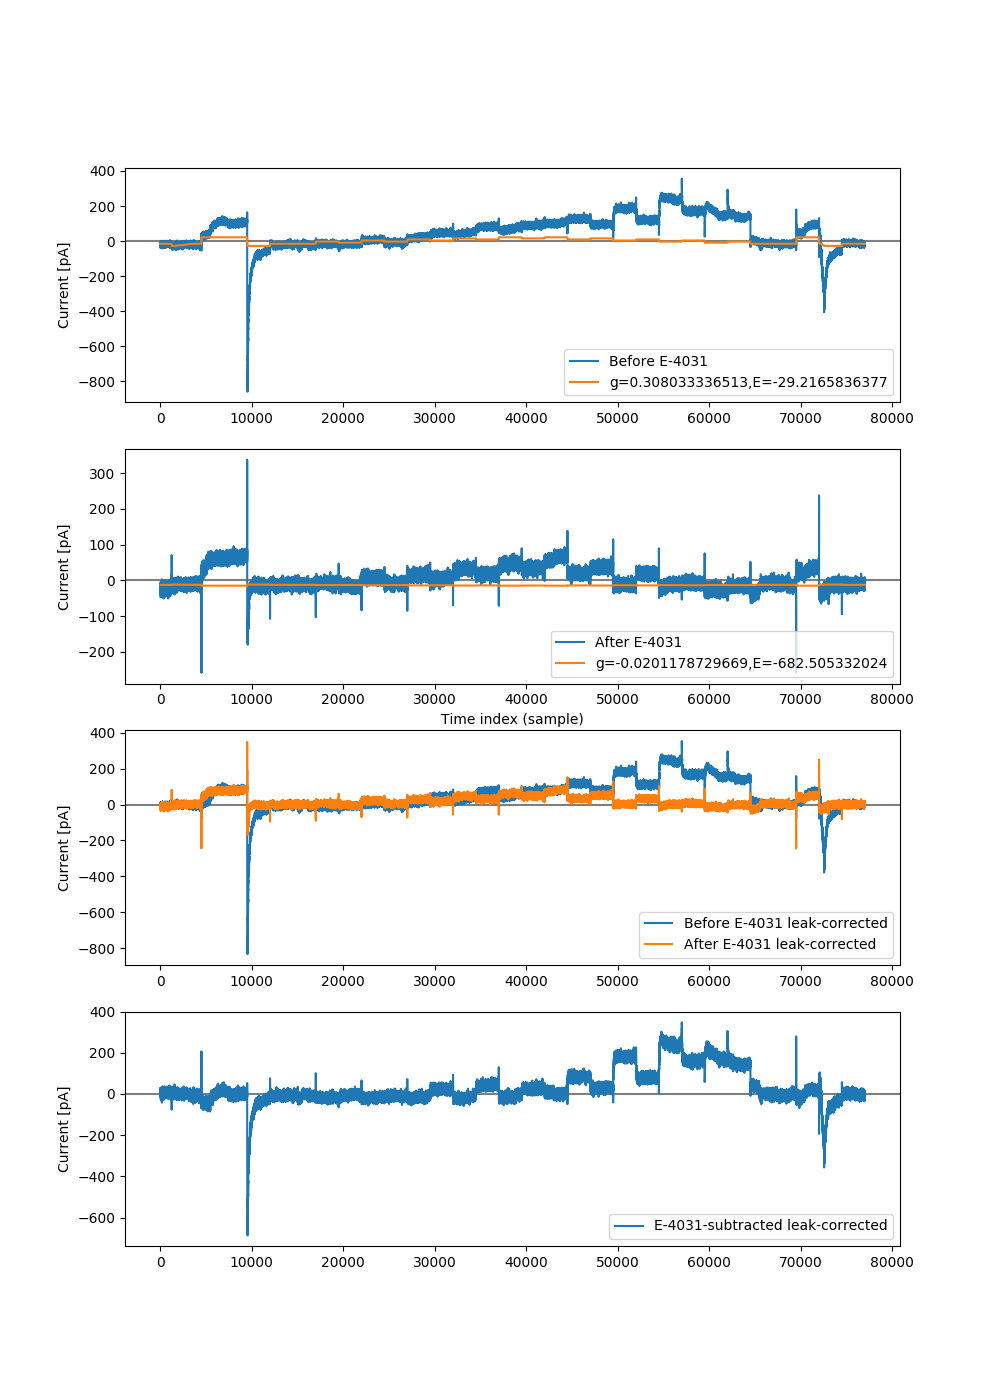 400
200
0
−200
−400
−600
−800
Current [pA]
Before E-4031
g=0.308033336513,E=-29.2165836377
0 10000 20000 30000 40000 50000 60000 70000 80000
300
200
100
0
−100
−200
Current [pA]
After E-4031
g=-0.0201178729669,E=-682.505332024
0 10000 20000 30000 40000 50000 60000 70000 80000
Time index (sample)
400
200
0
−200
−400
−600
−800
Current [pA]
Before E-4031 leak-corrected
After E-4031 leak-corrected
0 10000 20000 30000 40000 50000 60000 70000 80000
400
200
0
−200
−400
−600
Current [pA]
E-4031-subtracted leak-corrected
0 10000 20000 30000 40000 50000 60000 70000 80000